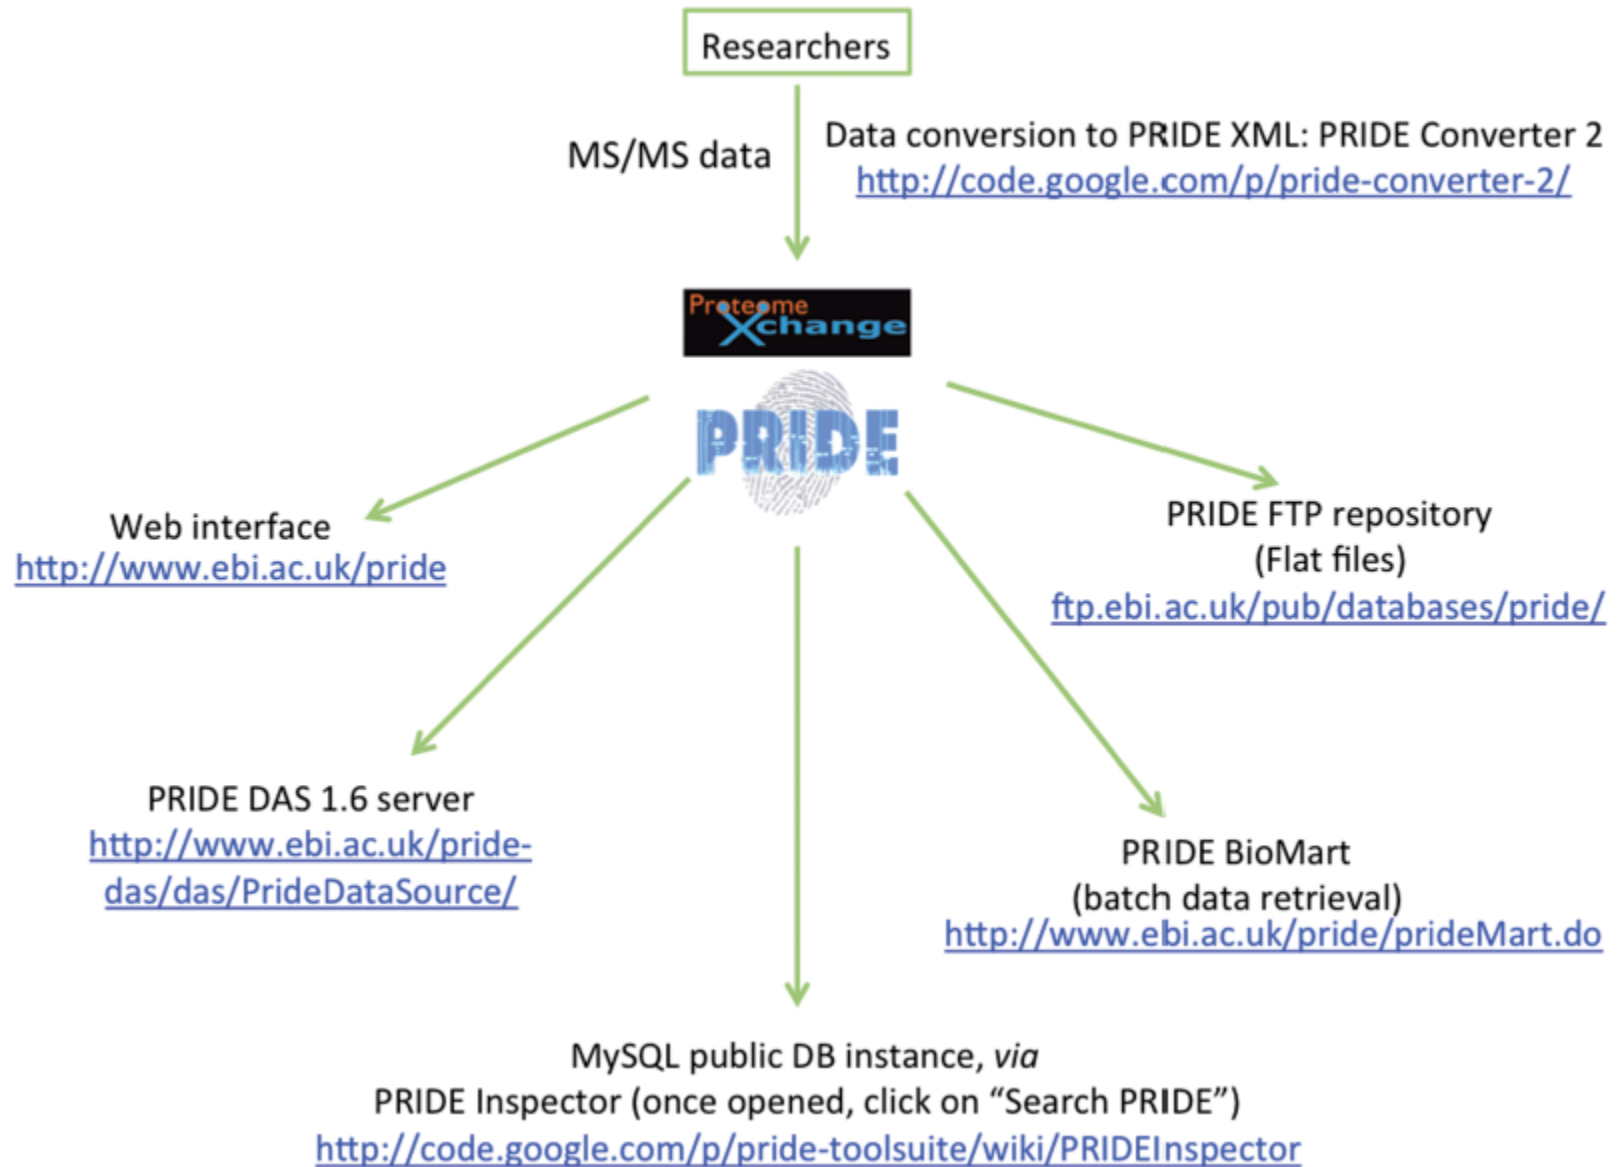 Researchers
MS/MS data
Data conversion to PRIDE XML: PRIDE Converter 2
http://code.google.com/p/pride-converter-2/
Proteome
Xchange
PRIDE
Web interface
http://www.ebi.ac.uk/pride
PRIDE FTP repository
(Flat files)
ftp.ebi.ac.uk/pub/databases/pride/
PRIDE DAS 1.6 server
http://www.ebi.ac.uk/pride-
das/das/PrideDataSource/
PRIDE BioMart
(batch data retrieval)
http://www.ebi.ac.uk/pride/prideMart.do
MySQL public DB instance, via
PRIDE Inspector (once opened, click on “Search PRIDE”)
http://code.google.com/p/pride-toolsuite/wiki/PRIDEInspector